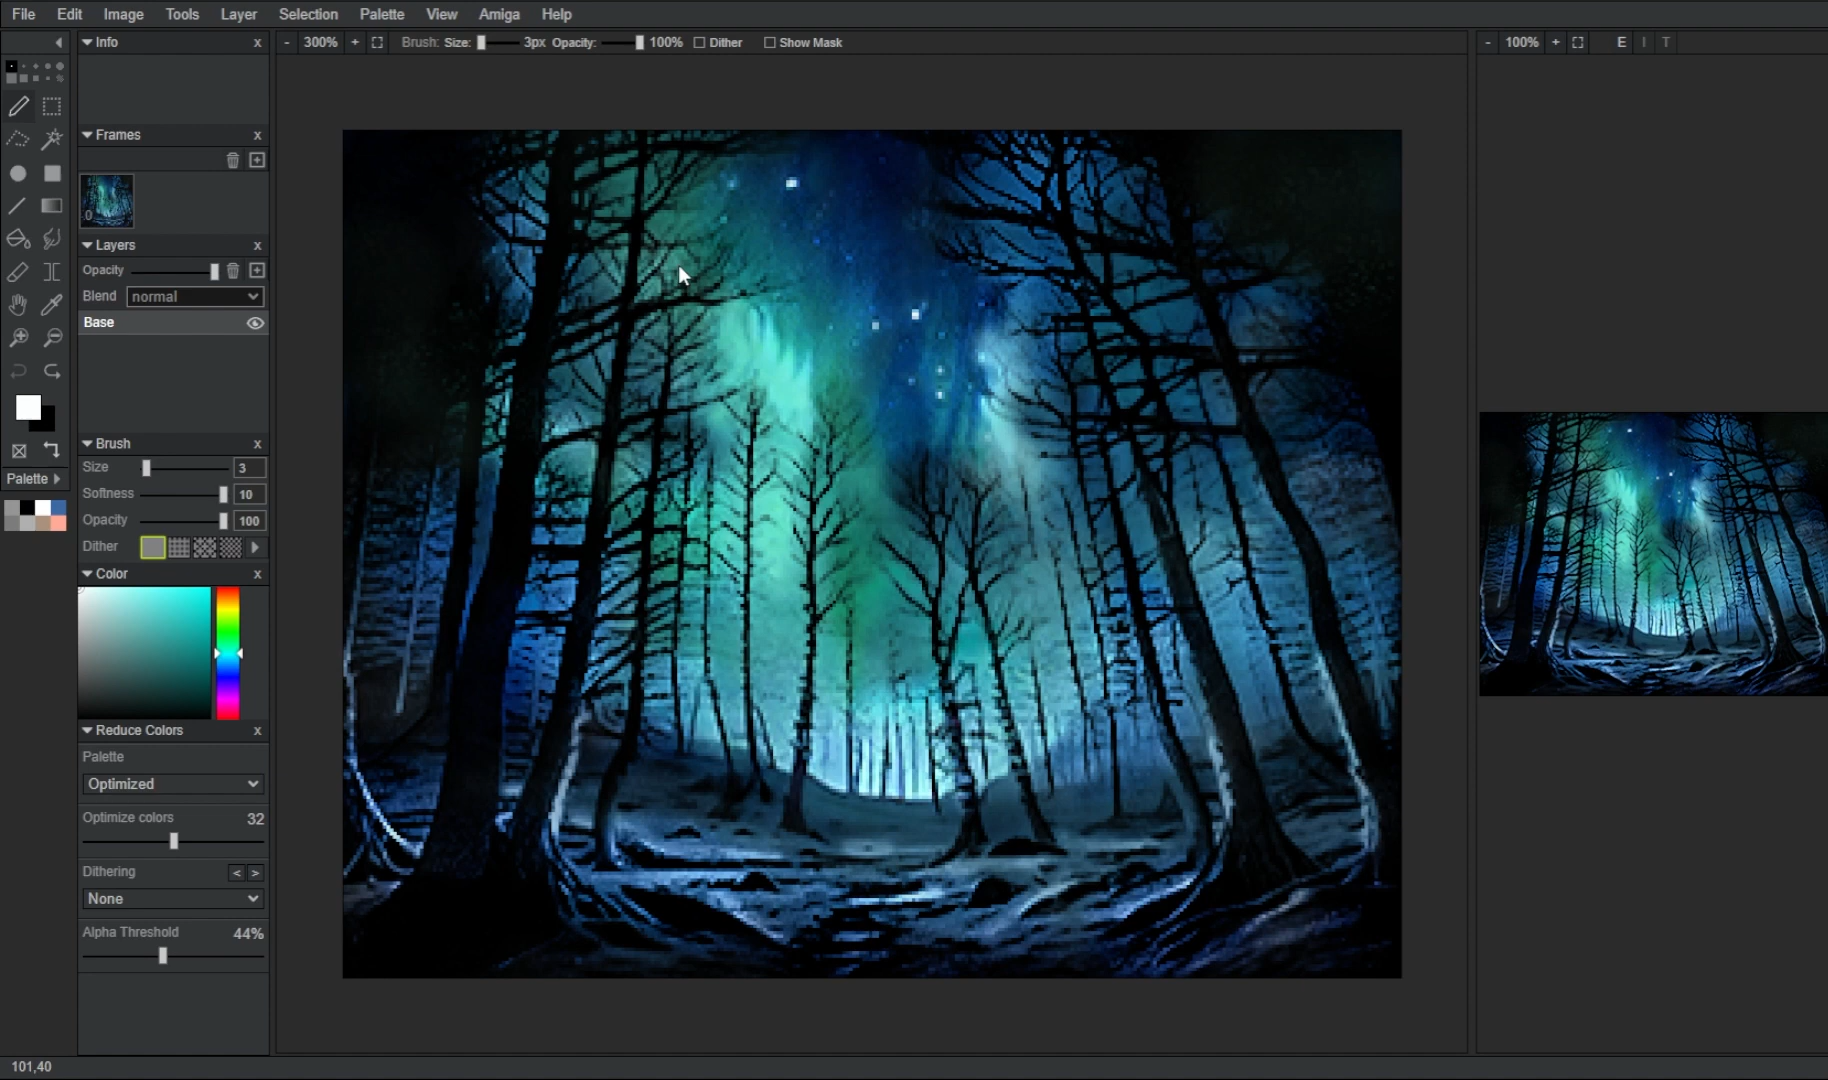 File Edit Image Tools Layer Selection Palette View Amiga Help
Info x
- 300% + Brush: Size: 3px Opacity: 100% Dither Show Mask
- 100% + E I T
Frames x
0
Layers x
Opacity
Blend normal
Base
Palette
Brush x
Size 3
Softness 10
Opacity 100
Dither
Color x
Reduce Colors x
Palette
Optimized
Optimize colors 32
Dithering < >
None
Alpha Threshold 44%
101,40